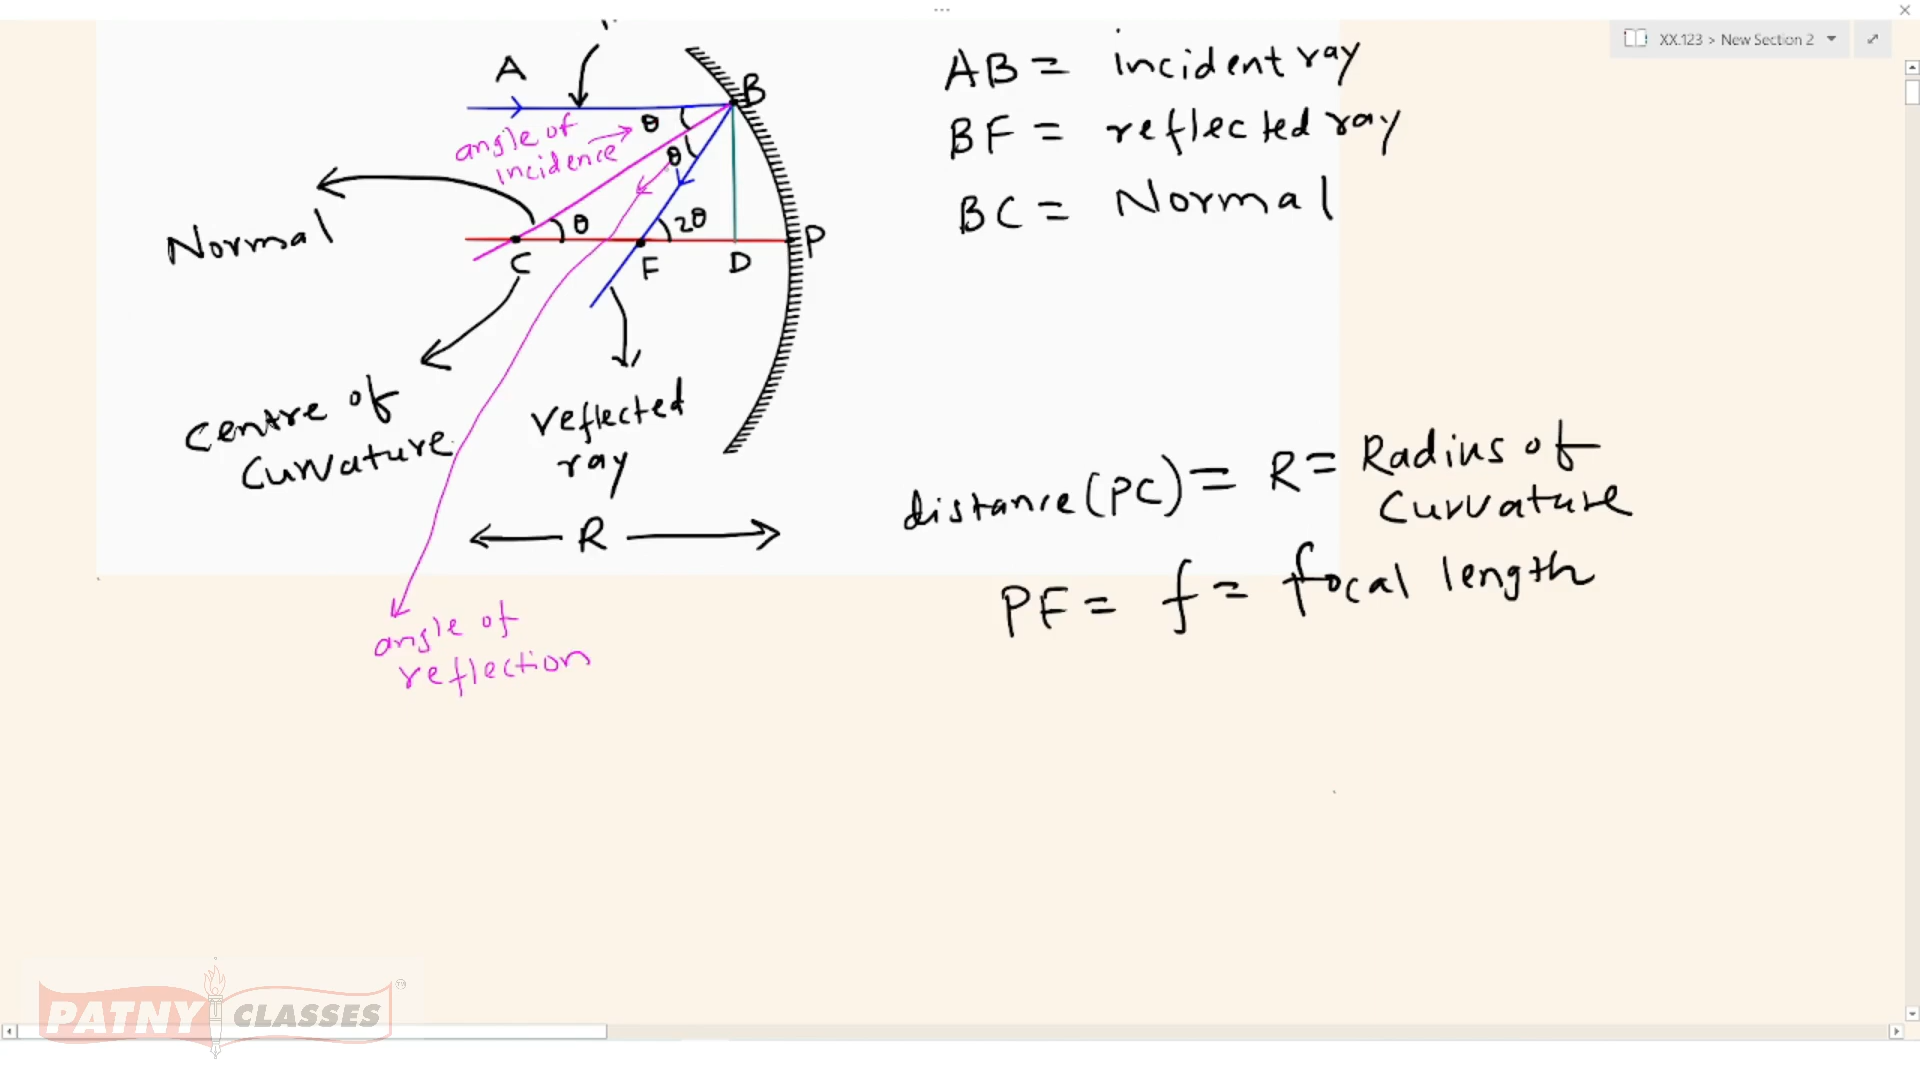 XX.123 > New Section 2
A
B
AB = incident ray
θ
angle of
incidence
θ
BF = reflected ray
Normal
θ
2θ
BC = Normal
C
F
D
P
Centre of
Curvature
reflected
ray
R
distance (PC) = R = Radius of
Curvature
PF = f = focal length
angle of
reflection
PATNY CLASSES